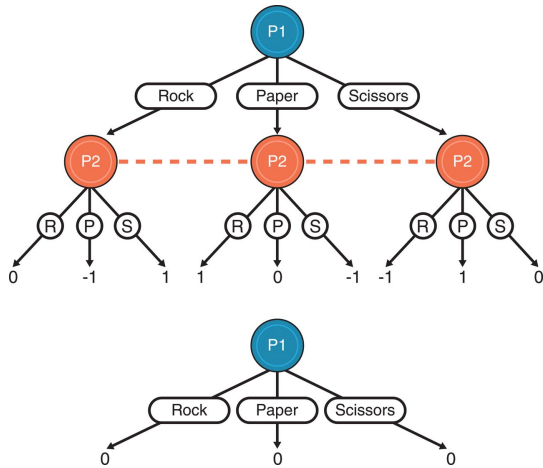 P1
Rock Paper Scissors
P2 P2 P2
R P S R P S R P S
0 -1 1 1 0 -1 -1 1 0
P1
Rock Paper Scissors
0 0 0